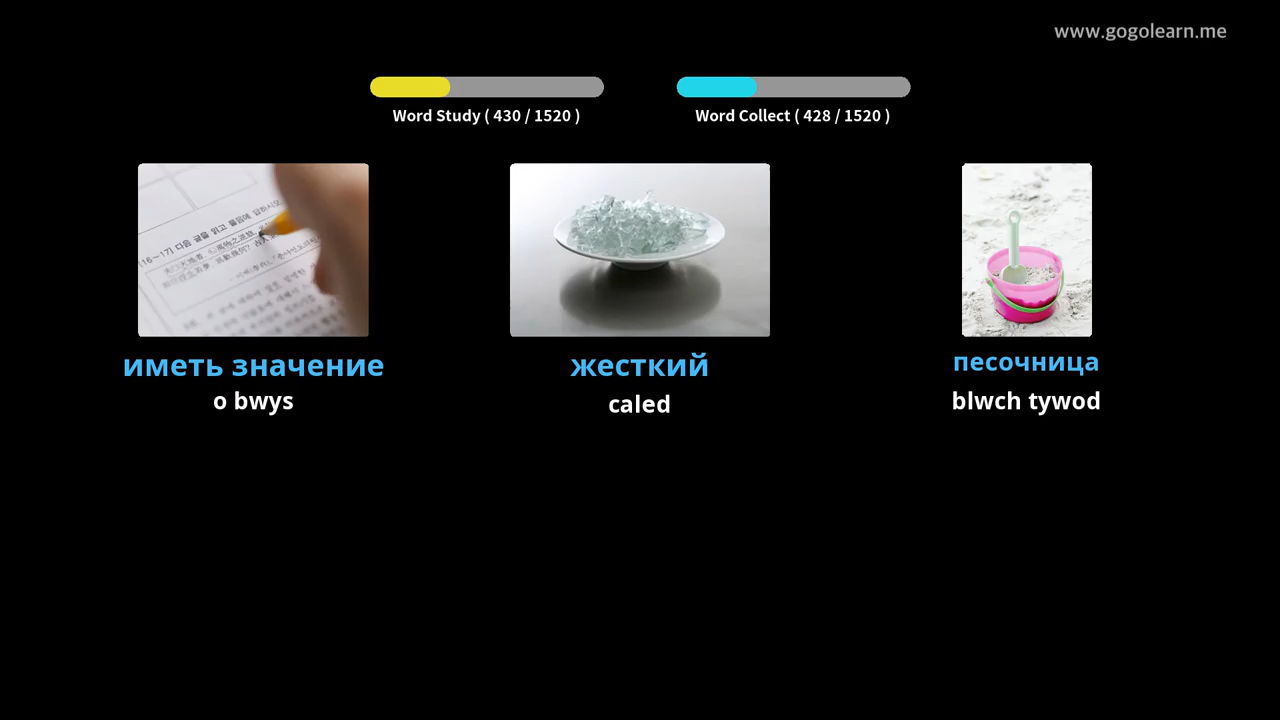 www.gogolearn.me
Word Study ( 430 / 1520 )
Word Collect ( 428 / 1520 )
иметь значение
o bwys
жесткий
caled
песочница
blwch tywod